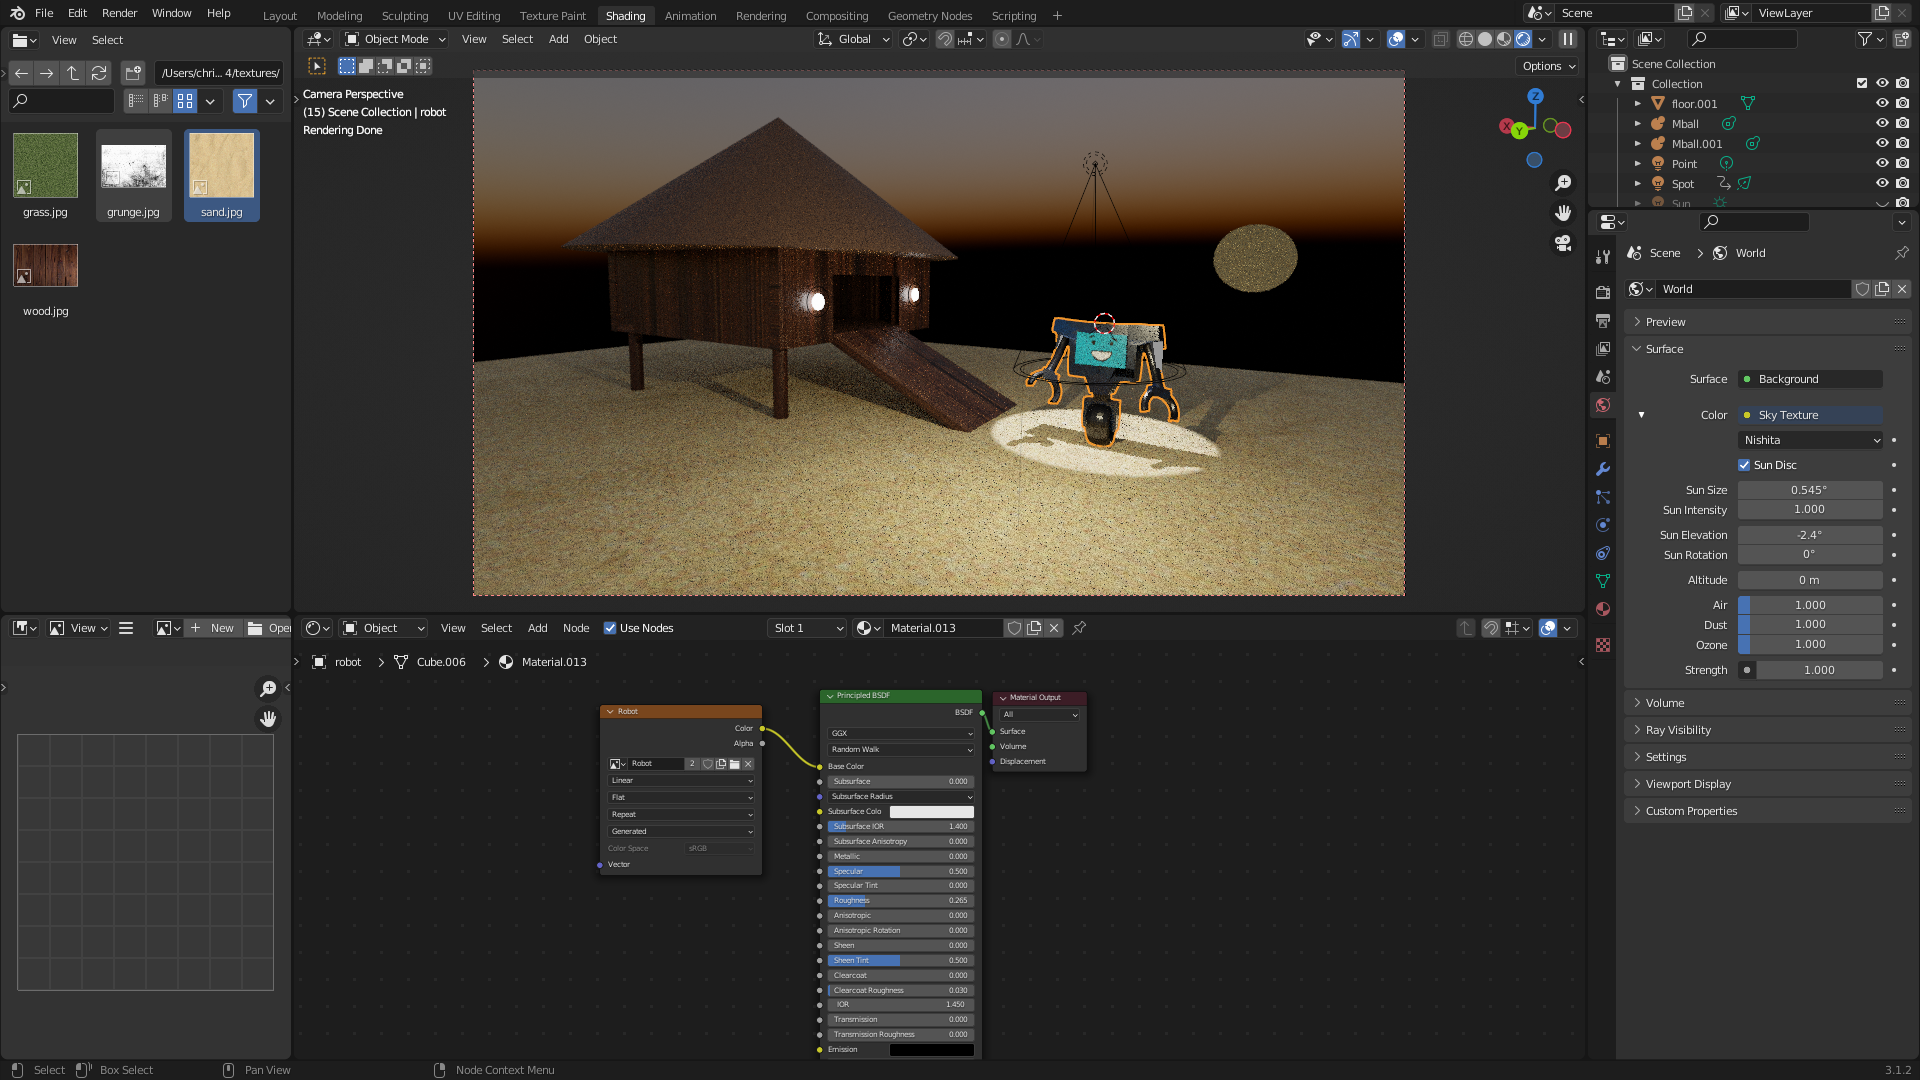 File Edit Render Window Help
Layout Modeling Sculpting UV Editing Texture Paint Shading Animation Rendering Compositing Geometry Nodes Scripting
Scene
ViewLayer
View Select
Object Mode View Select Add Object
Global
/Users/chri... 4/textures/
Options
Camera Perspective
(15) Scene Collection | robot
Rendering Done
Z
X
Y
grass.jpg
grunge.jpg
sand.jpg
wood.jpg
Scene Collection
Collection
floor.001
Mball
Mball.001
Point
Spot
Sun
Scene > World
World
Preview
Surface
Surface Background
Color Sky Texture
Nishita
Sun Disc
Sun Size 0.545°
Sun Intensity 1.000
Sun Elevation -2.4°
Sun Rotation 0°
Altitude 0 m
Air 1.000
Dust 1.000
Ozone 1.000
Strength 1.000
Volume
Ray Visibility
Settings
Viewport Display
Custom Properties
View New Open
Object View Select Add Node Use Nodes Slot 1 Material.013
robot > Cube.006 > Material.013
Robot
Color
Alpha
Robot 2
Linear
Flat
Repeat
Generated
Color Space sRGB
Vector
Principled BSDF
BSDF
GGX
Random Walk
Base Color
Subsurface 0.000
Subsurface Radius
Subsurface Colo
Subsurface IOR 1.400
Subsurface Anisotropy 0.000
Metallic 0.000
Specular 0.500
Specular Tint 0.000
Roughness 0.265
Anisotropic 0.000
Anisotropic Rotation 0.000
Sheen 0.000
Sheen Tint 0.500
Clearcoat 0.000
Clearcoat Roughness 0.030
IOR 1.450
Transmission 0.000
Transmission Roughness 0.000
Emission
Material Output
All
Surface
Volume
Displacement
Select Box Select Pan View Node Context Menu 3.1.2